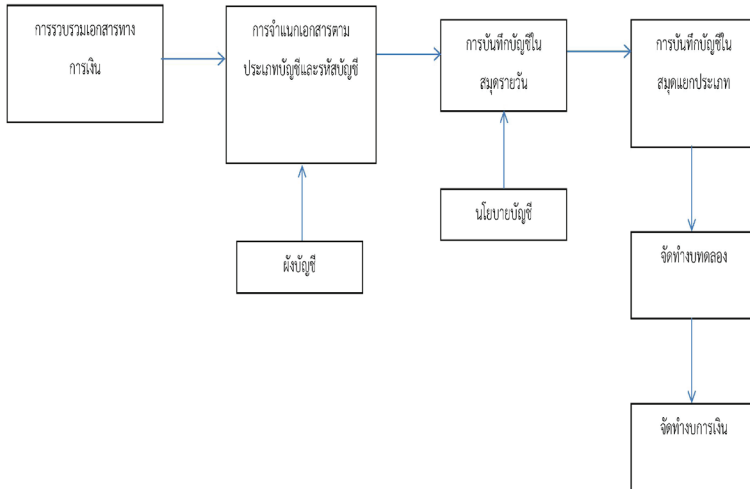 การรวบรวมเอกสารทาง
การเงิน
การจำแนกเอกสารตาม
ประเภทบัญชีและรหัสบัญชี
การบันทึกบัญชีใน
สมุดรายวัน
การบันทึกบัญชีใน
สมุดแยกประเภท
ผังบัญชี
นโยบายบัญชี
จัดทำงบทดลอง
จัดทำงบการเงิน